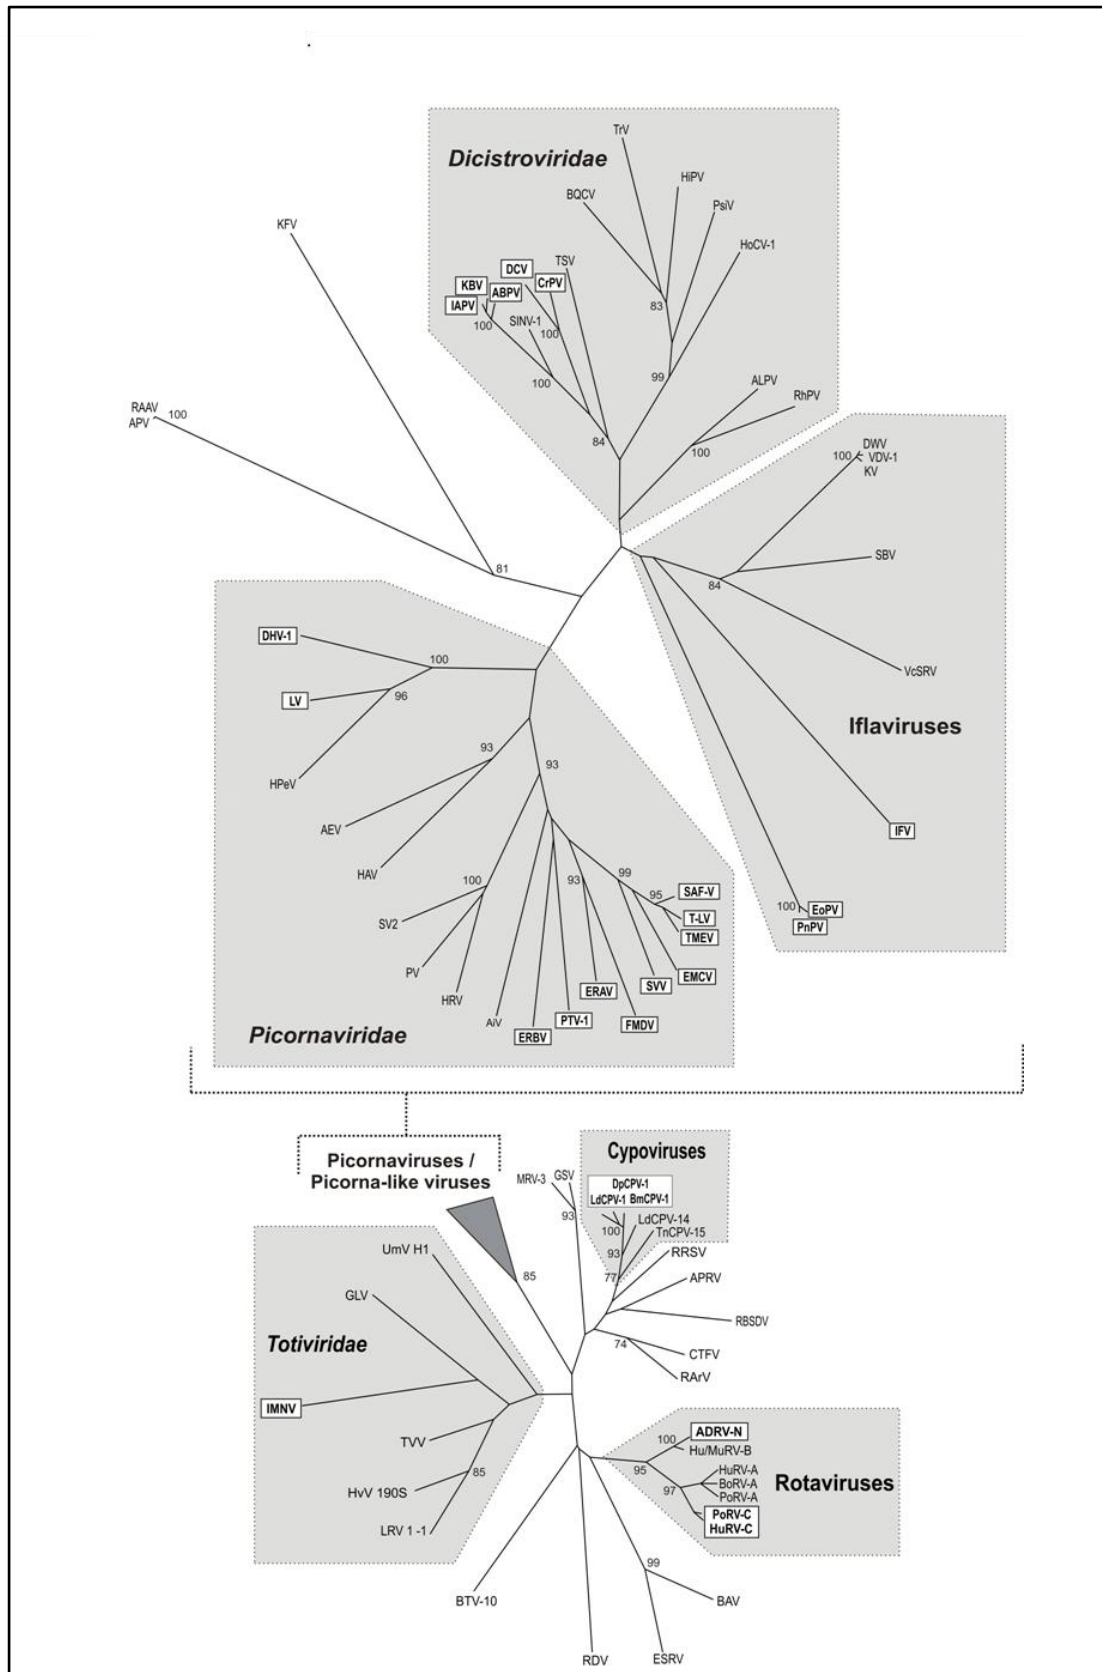 TrV
Dicistroviridae
HiPV
BQCV
PsiV
KFV
HoCV-1
TSV
DCV
CrPV
KBV
ABPV
IAPV
SINV-1
100
100
83
100
99
ALPV
RhPV
RAAV
APV
100
84
100
DWV
100
VDV-1
KV
SBV
81
84
DHV-1
100
VcSRV
LV
96
Iflaviruses
93
93
HPeV
AEV
IFV
HAV
100
93
99
95
SAF-V
100
EoPV
SV2
T-LV
PnPV
TMEV
PV
EMCV
HRV
ERAV
SVV
AiV
PTV-1
FMDV
ERBV
Picornaviridae
Picornaviruses /
Picorna-like viruses
Cypoviruses
MRV-3
GSV
DpCPV-1
LdCPV-1
BmCPV-1
93
100
LdCPV-14
TnCPV-15
UmV H1
93
RRSV
85
77
APRV
GLV
RBSDV
Totiviridae
74
CTFV
RArV
IMNV
ADRV-N
100
TVV
Hu/MuRV-B
95
HuRV-A
85
BoRV-A
Rotaviruses
97
PoRV-A
HvV 190S
PoRV-C
HuRV-C
LRV 1 -1
99
BTV-10
BAV
RDV
ESRV